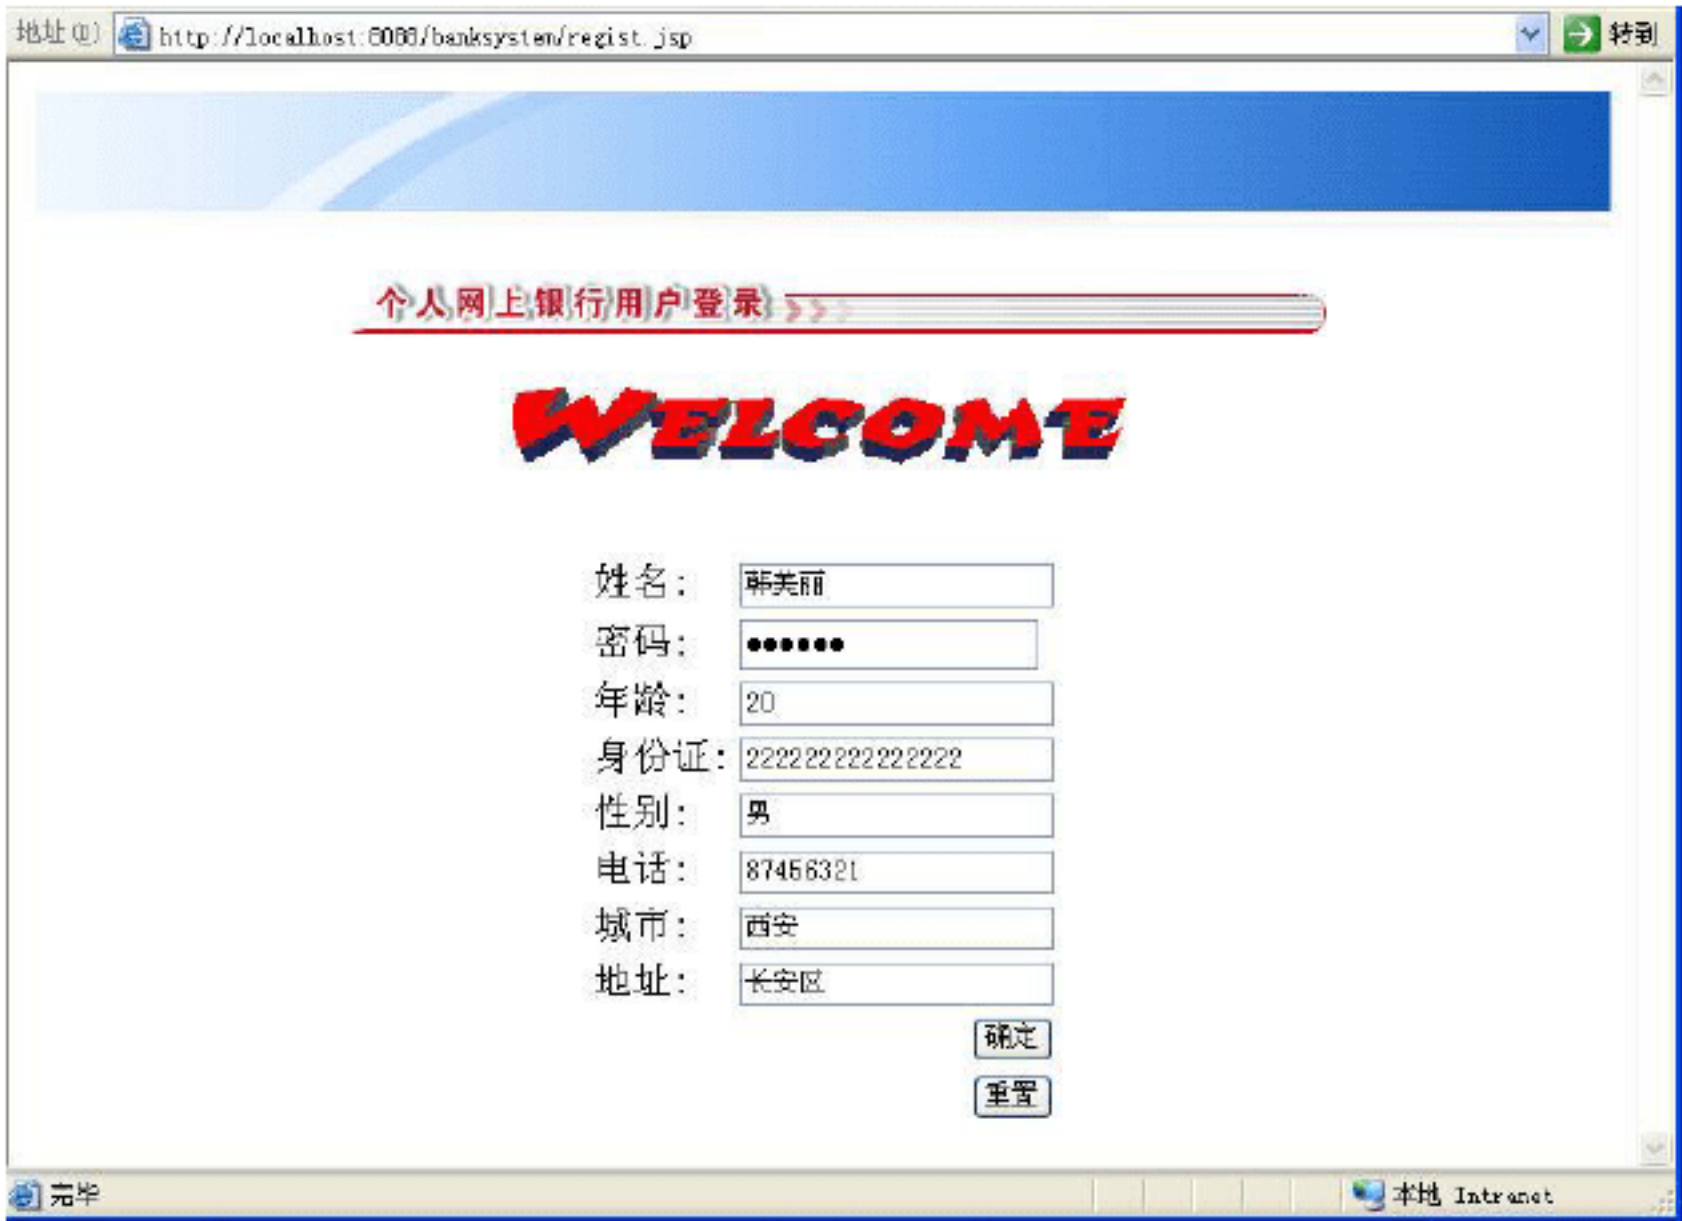 地址(D) http://localhost:8088/banksystem/regist.jsp 转到
个人网上银行用户登录
WELCOME
姓名: 韩美丽
密码: ●●●●●●
年龄: 20
身份证: 222222222222222
性别: 男
电话: 87456321
城市: 西安
地址: 长安区
确定
重置
完毕 本地 Intranet